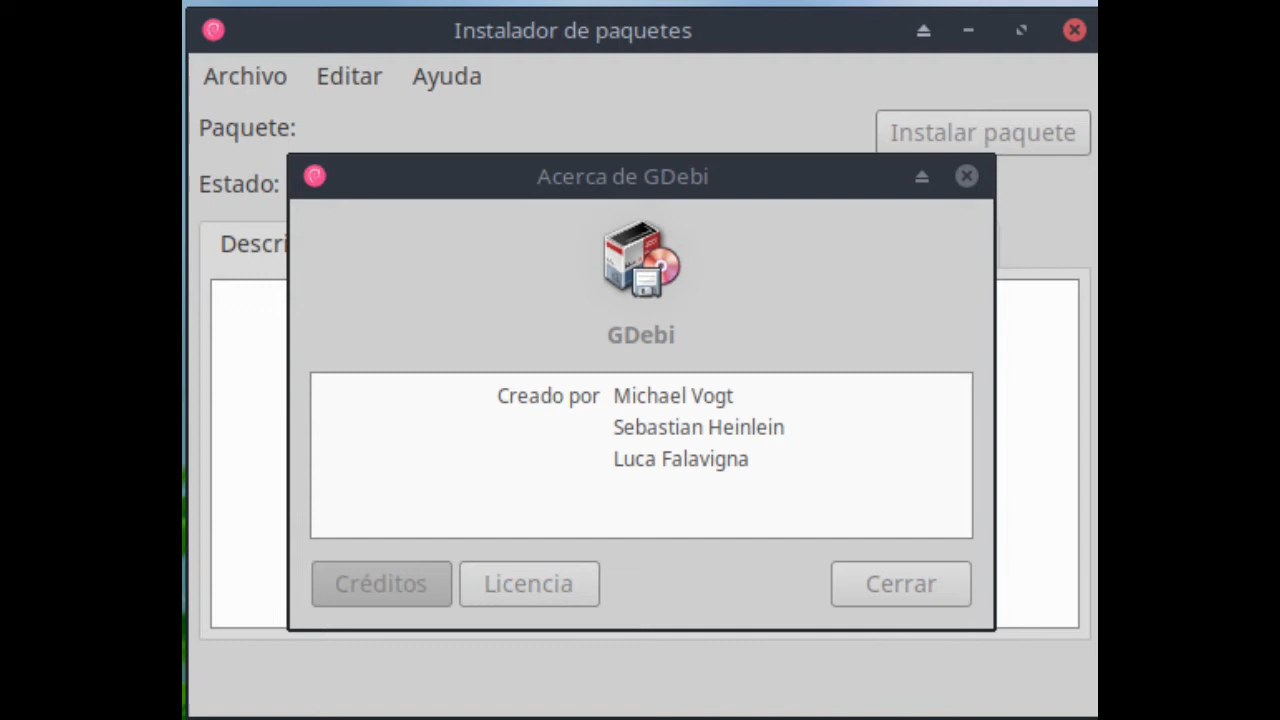 Instalador de paquetes
Archivo Editar Ayuda
Paquete:
Instalar paquete
Estado:
Acerca de GDebi
GDebi
Creado por Michael Vogt
Sebastian Heinlein
Luca Falavigna
Créditos Licencia Cerrar